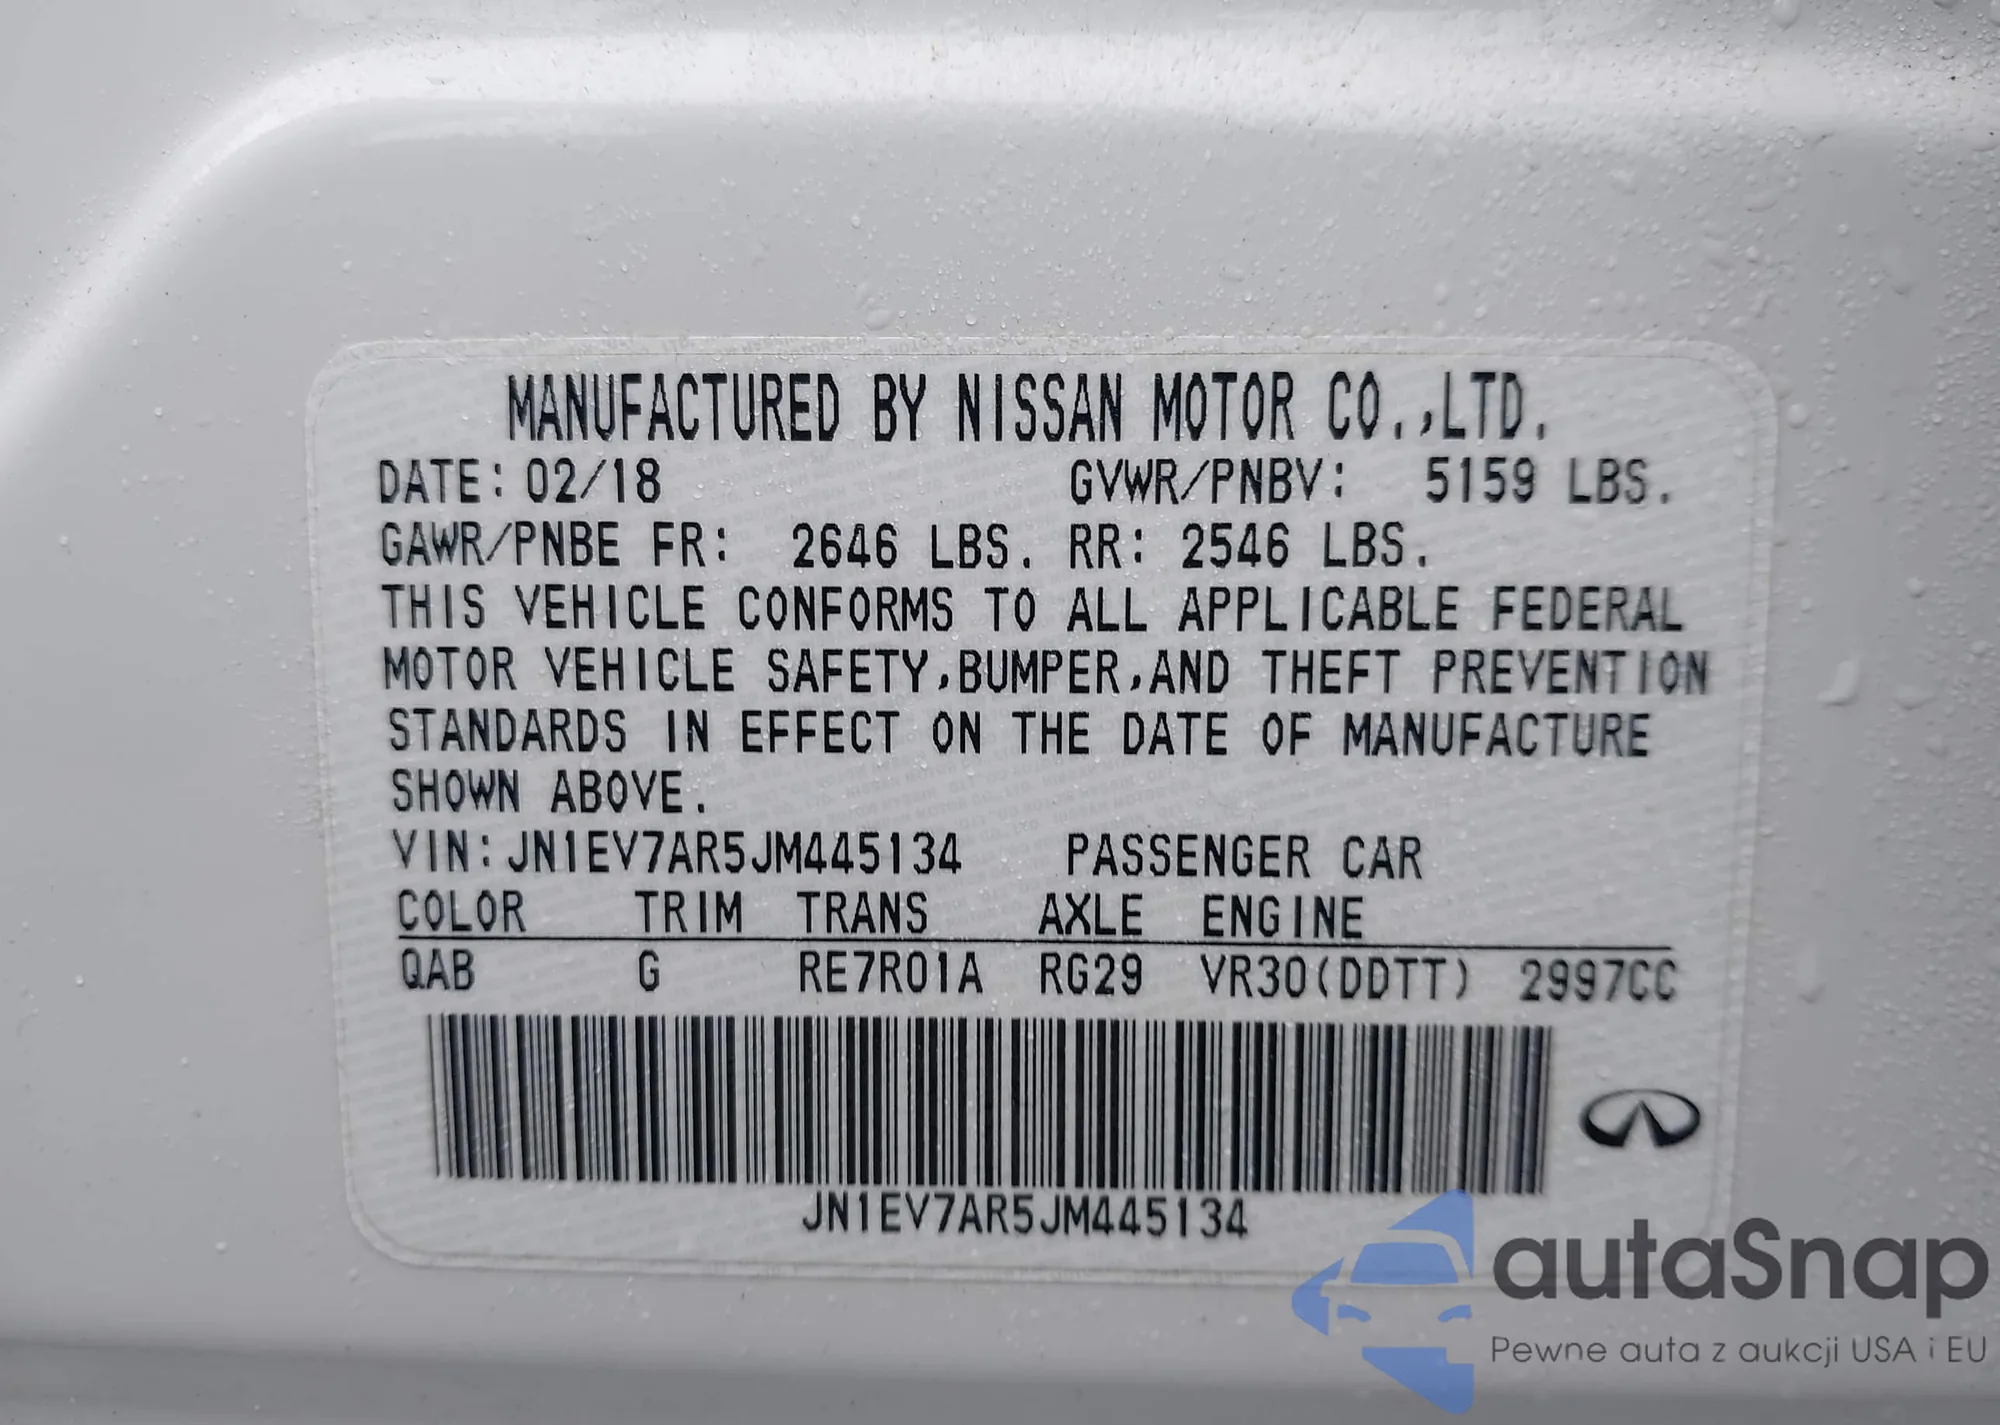 MANUFACTURED BY NISSAN MOTOR CO.,LTD.
DATE: 02/18 GVWR/PNBV: 5159 LBS.
GAWR/PNBE FR: 2646 LBS. RR: 2546 LBS.
THIS VEHICLE CONFORMS TO ALL APPLICABLE FEDERAL
MOTOR VEHICLE SAFETY,BUMPER,AND THEFT PREVENTION
STANDARDS IN EFFECT ON THE DATE OF MANUFACTURE
SHOWN ABOVE.
VIN:JN1EV7AR5JM445134 PASSENGER CAR
COLOR TRIM TRANS AXLE ENGINE
QAB G RE7R01A RG29 VR30(DDTT) 2997CC
JN1EV7AR5JM445134
autaSnap
Pewne auta z aukcji USA i EU